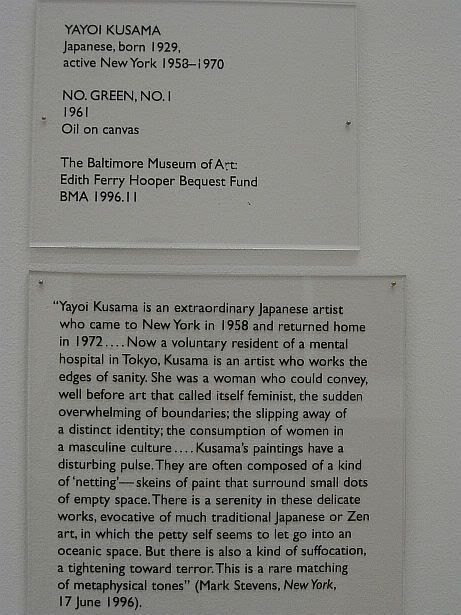 YAYOI KUSAMA
Japanese, born 1929,
active New York 1958–1970
NO. GREEN, NO. 1
1961
Oil on canvas
The Baltimore Museum of Art:
Edith Ferry Hooper Bequest Fund
BMA 1996.11
“Yayoi Kusama is an extraordinary Japanese artist
who came to New York in 1958 and returned home
in 1972 . . . . Now a voluntary resident of a mental
hospital in Tokyo, Kusama is an artist who works the
edges of sanity. She was a woman who could convey,
well before art that called itself feminist, the sudden
overwhelming of boundaries; the slipping away of
a distinct identity; the consumption of women in
a masculine culture . . . . Kusama’s paintings have a
disturbing pulse. They are often composed of a kind
of ‘netting’—skeins of paint that surround small dots
of empty space. There is a serenity in these delicate
works, evocative of much traditional Japanese or Zen
art, in which the petty self seems to let go into an
oceanic space. But there is also a kind of suffocation,
a tightening toward terror. This is a rare matching
of metaphysical tones” (Mark Stevens, New York,
17 June 1996).